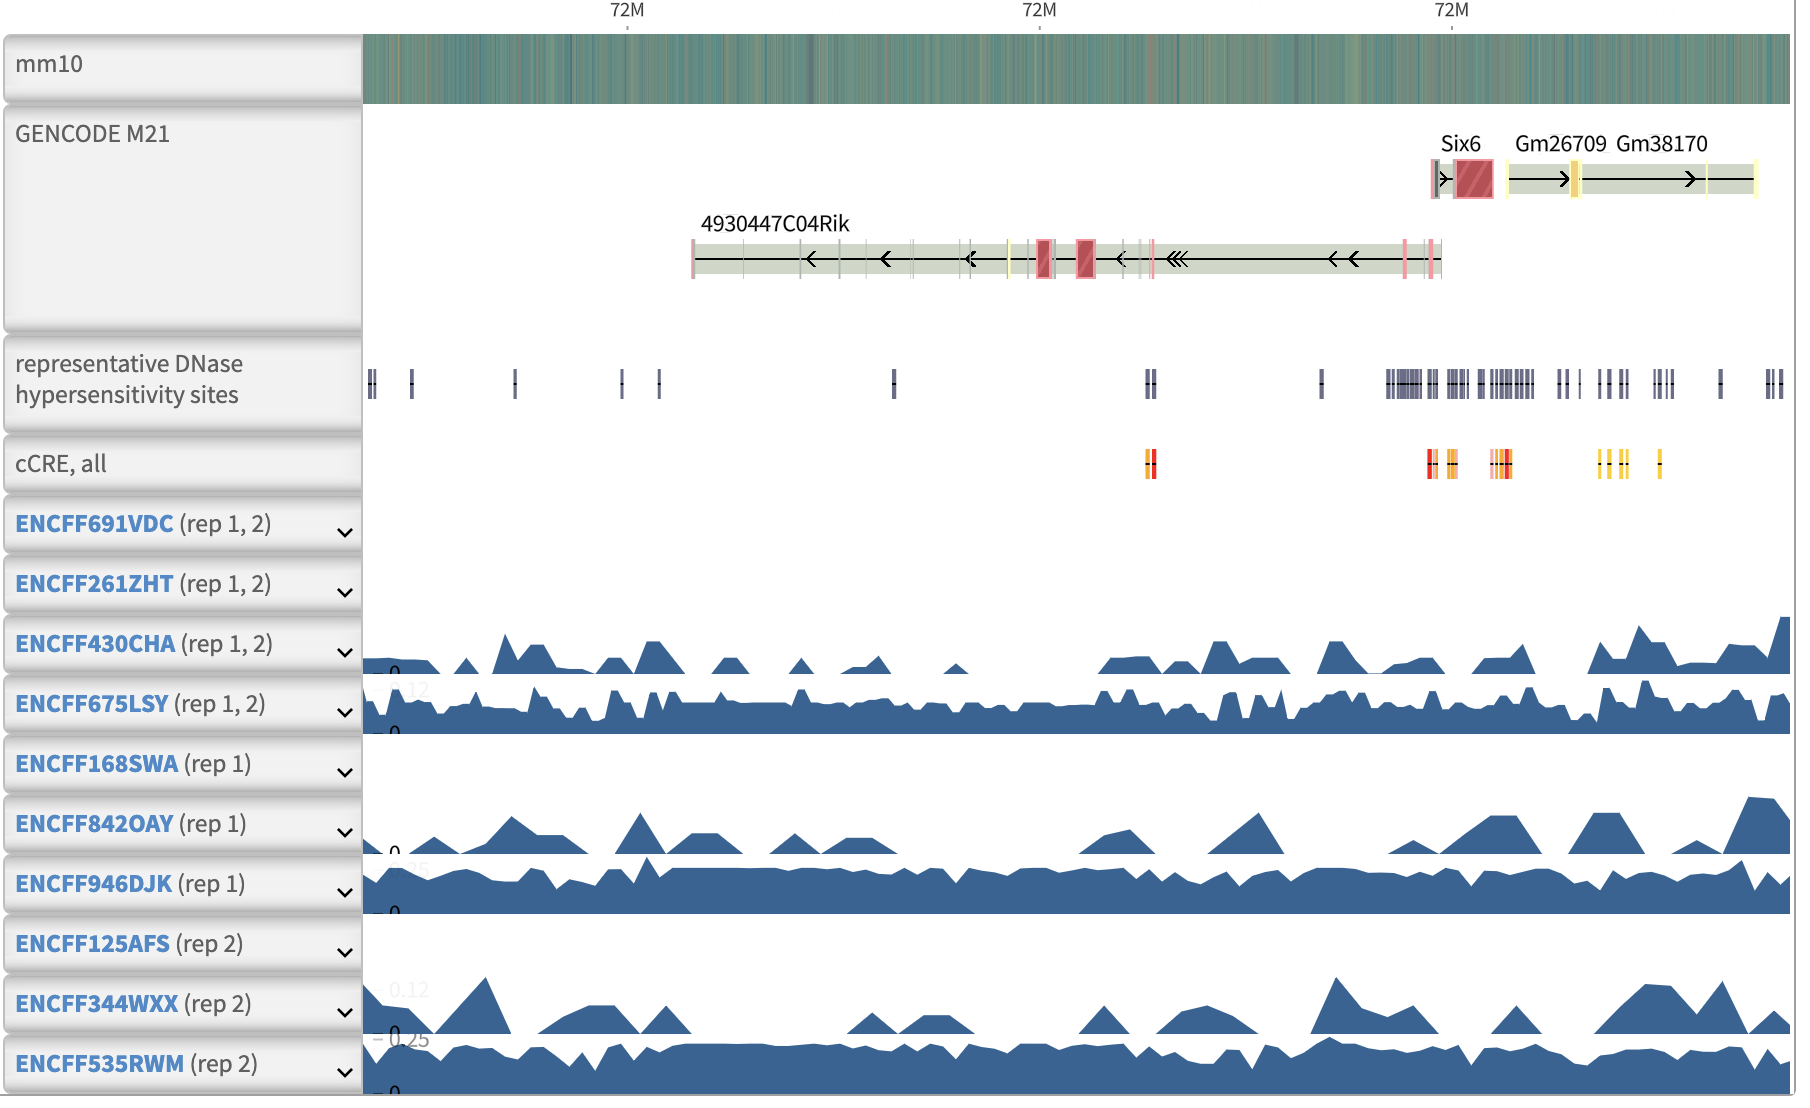 72M 72M 72M
mm10
GENCODE M21
Six6 Gm26709 Gm38170
4930447C04Rik
representative DNase
hypersensitivity sites
cCRE, all
ENCFF691VDC (rep 1, 2)
ENCFF261ZHT (rep 1, 2)
ENCFF430CHA (rep 1, 2)
0
0.12
ENCFF675LSY (rep 1, 2)
0
ENCFF168SWA (rep 1)
ENCFF842OAY (rep 1)
0
0.25
ENCFF946DJK (rep 1)
0
ENCFF125AFS (rep 2)
0.12
ENCFF344WXX (rep 2)
0
0.25
ENCFF535RWM (rep 2)
0